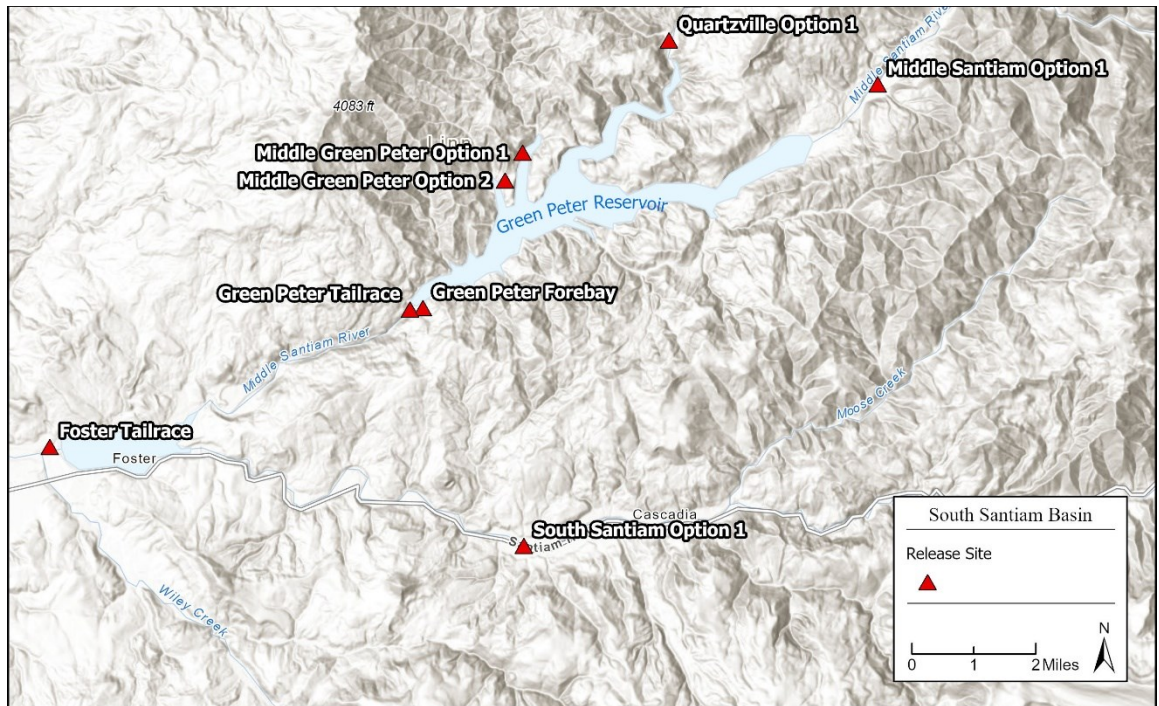 Quartzville Option 1
Middle Santiam River
Middle Santiam Option 1
4083 ft
Linn
Middle Green Peter Option 1
Middle Green Peter Option 2
Green Peter Reservoir
Green Peter Tailrace
Green Peter Forebay
Middle Santiam River
Moose Creek
Foster Tailrace
Foster
Cascadia
South Santiam Option 1
Wiley Creek
South Santiam Basin
Release Site
N
0 1 2 Miles